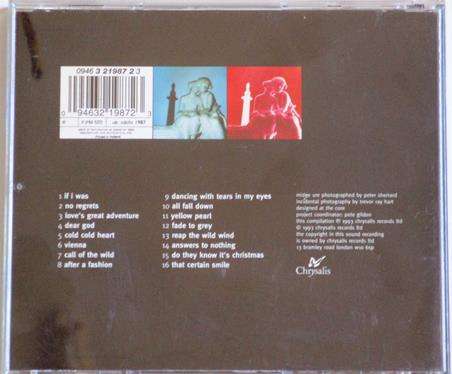 0946 3 21987 2 3
0 94632 19872 3
1 if i was
2 no regrets
3 love's great adventure
4 dear god
5 cold cold heart
6 vienna
7 call of the wild
8 after a fashion
9 dancing with tears in my eyes
10 all fall down
11 yellow pearl
12 fade to grey
13 reap the wild wind
14 answers to nothing
15 do they know it's christmas
16 that certain smile
midge ure photographed by peter
incidental photography by trevor ray hart
designed at the core
project coordination: pete gliden
this compilation ℗ 1993 chrysalis records ltd
© 1993 chrysalis records ltd
the copyright in this sound recording
is owned by chrysalis records ltd
13 bramley road london w10 6sp
Chrysalis